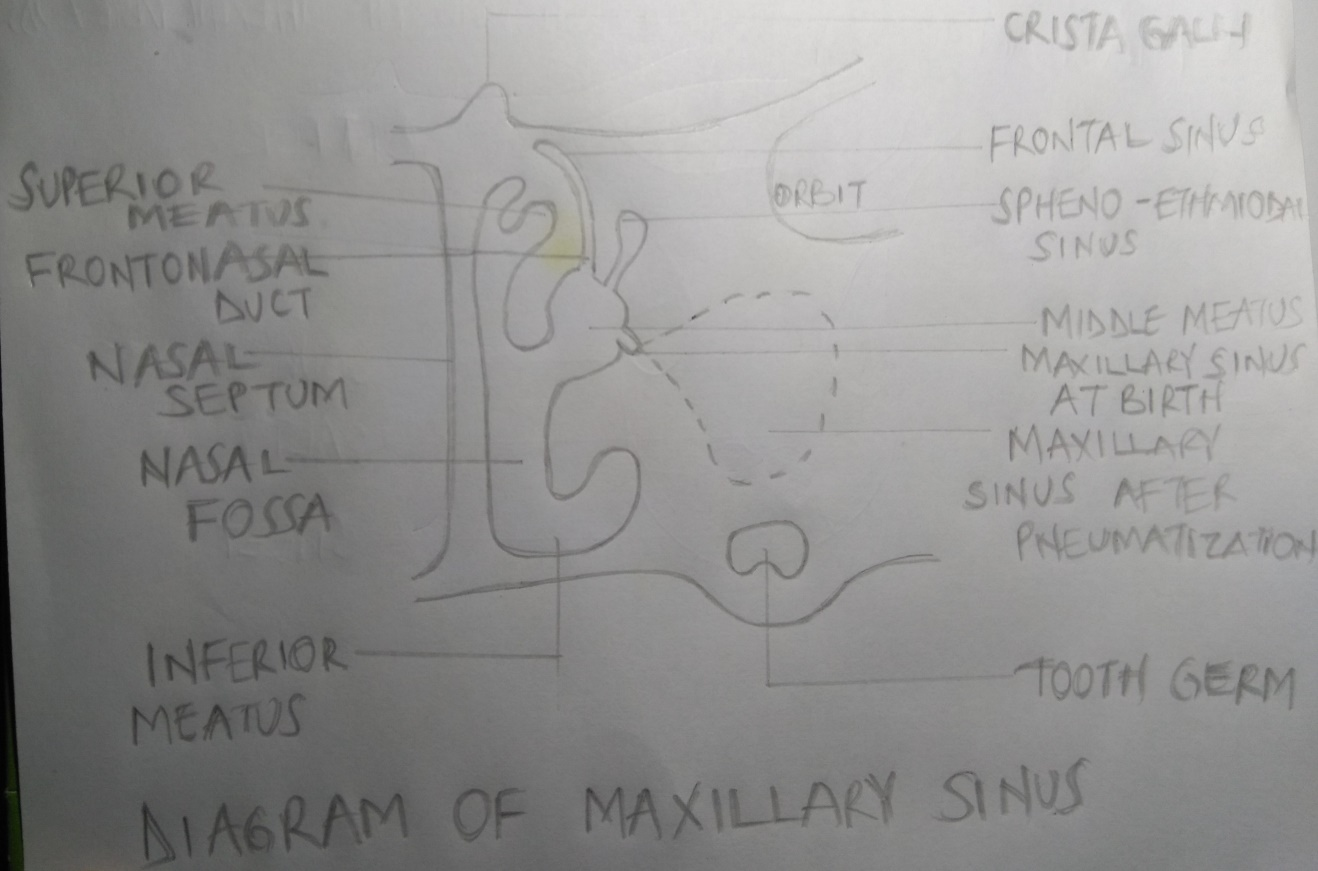 CRISTA GALLI
FRONTAL SINUS
ORBIT
SPHENO-ETHMOIDAL
SINUS
MIDDLE MEATUS
MAXILLARY SINUS
AT BIRTH
MAXILLARY
SINUS AFTER
PNEUMATIZATION
TOOTH GERM
SUPERIOR
MEATUS
FRONTONASAL
DUCT
NASAL
SEPTUM
NASAL
FOSSA
INFERIOR
MEATUS
DIAGRAM OF MAXILLARY SINUS